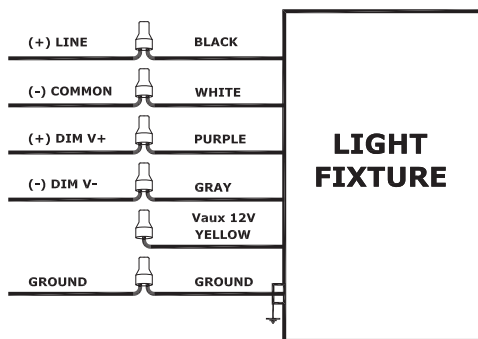 (+) LINE BLACK
(-) COMMON WHITE
(+) DIM V+ PURPLE
(-) DIM V- GRAY
Vaux 12V
YELLOW
GROUND GROUND
LIGHT
FIXTURE